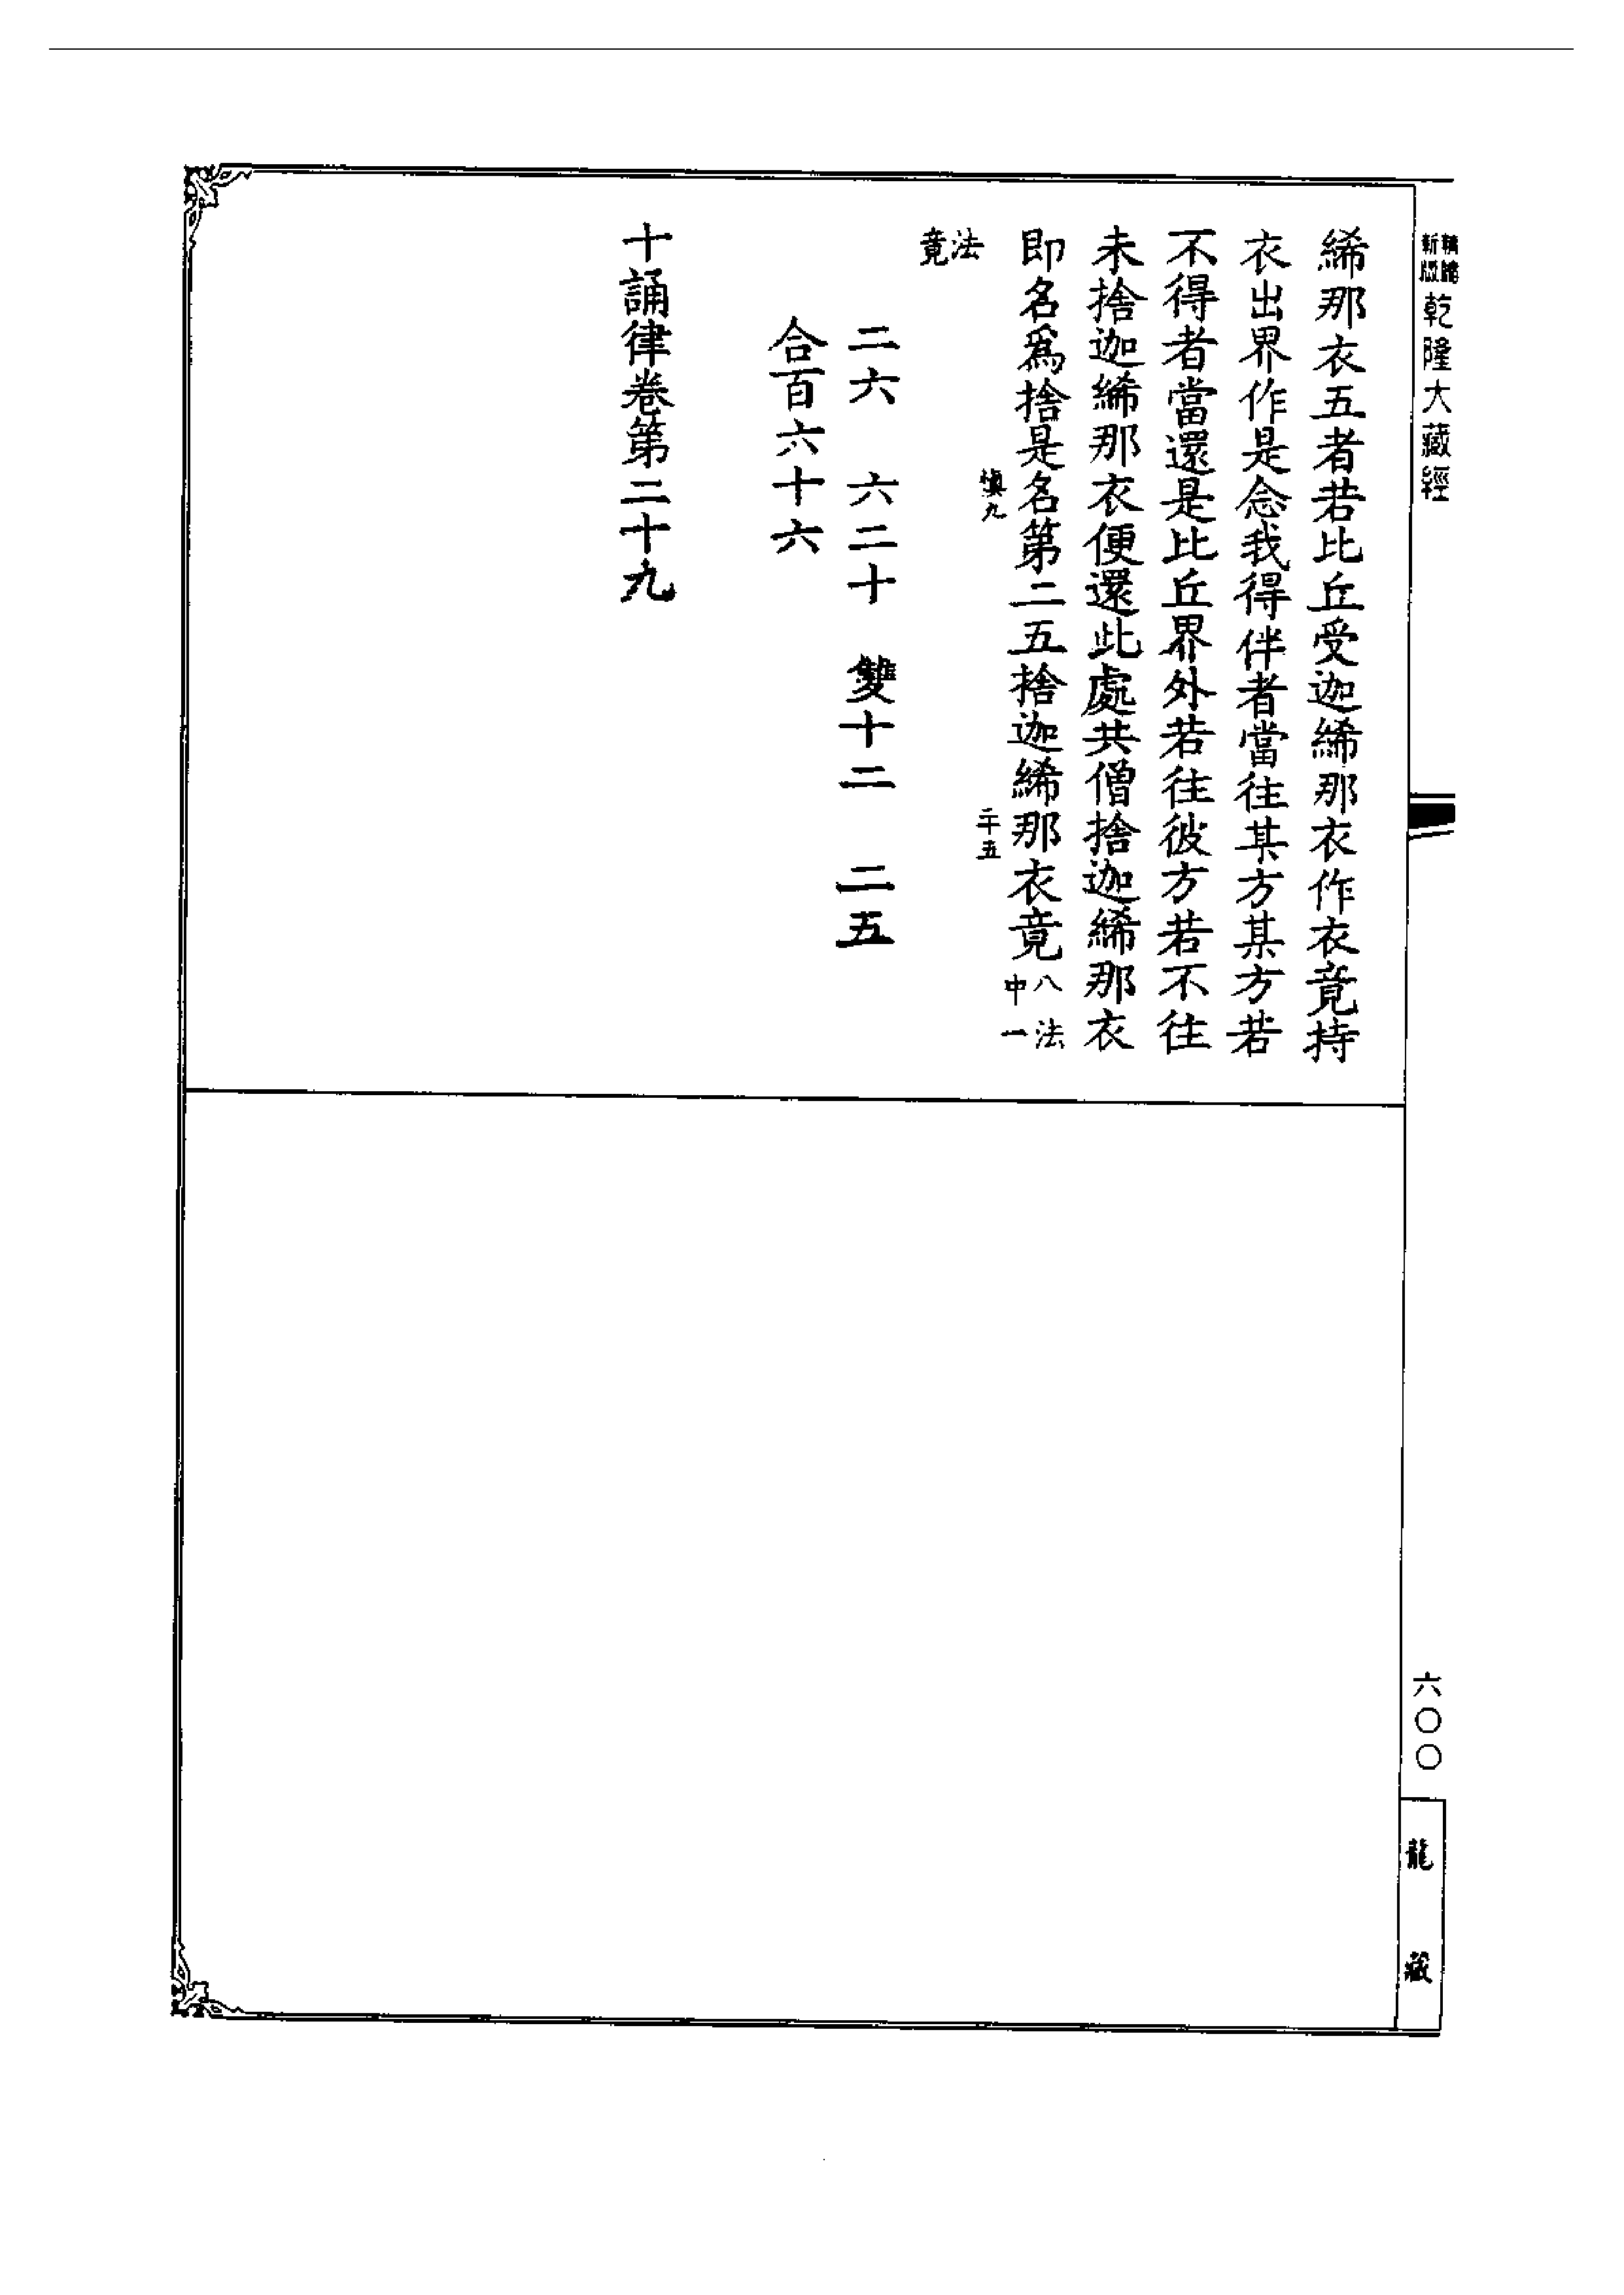 新版
乾隆大藏經
六〇〇
龍藏
絺那衣五者若比丘受迦絺那衣作衣竟持
衣出界作是念我得伴者當往某方某方若
不得者當還是比丘界外若往彼方若不往
未捨迦絺那衣便還此處共僧捨迦絺那衣
即名爲捨是名第二五捨迦絺那衣竟八法
中一
慎九
二十五
法
竟
二六 六二十 雙十二 二五
合百六十六
十誦律卷第二十九